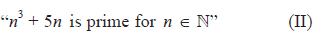 “n³ + 5n is prime for n ε ℕ” (II)